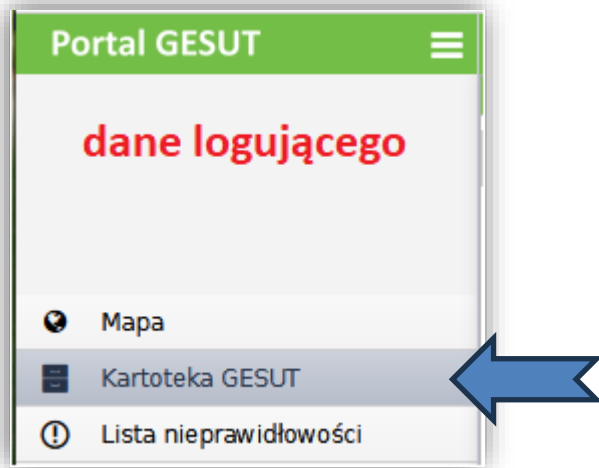 Portal GESUT
dane logującego
Mapa
Kartoteka GESUT
Lista nieprawidłowości